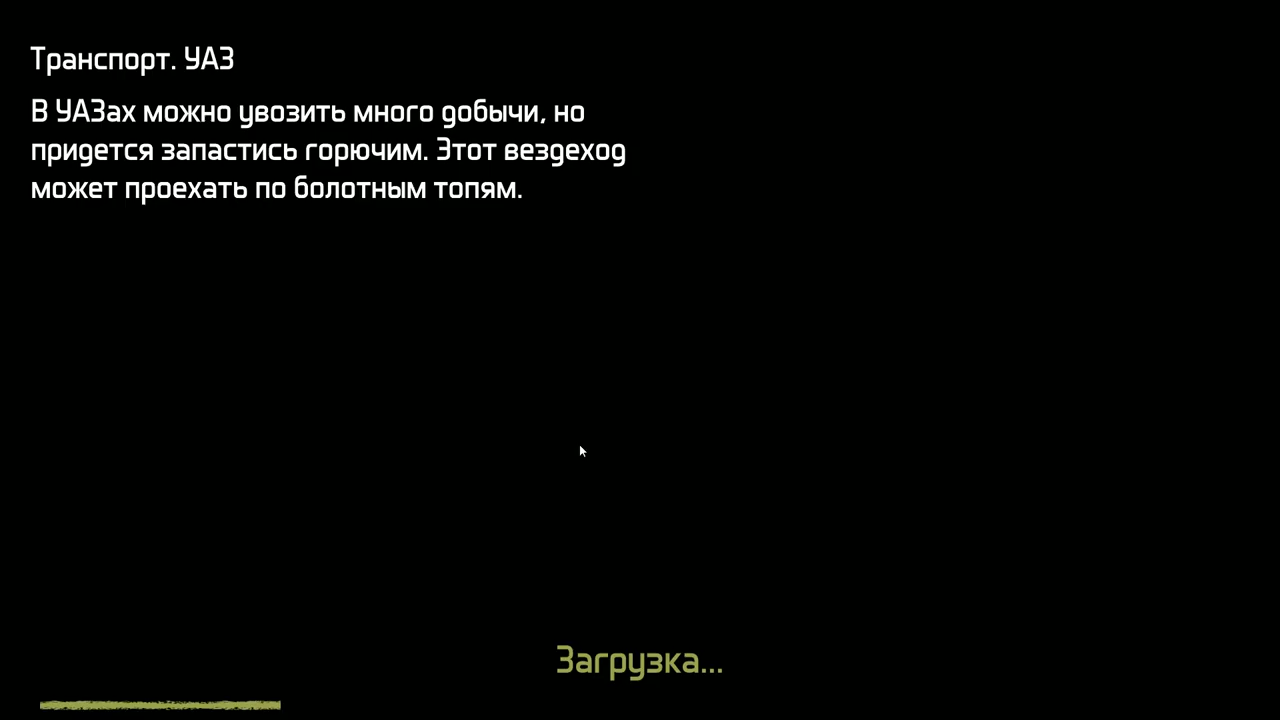 Транспорт. УАЗ
В УАЗах можно увозить много добычи, но
придется запастись горючим. Этот вездеход
может проехать по болотным топям.
Загрузка...